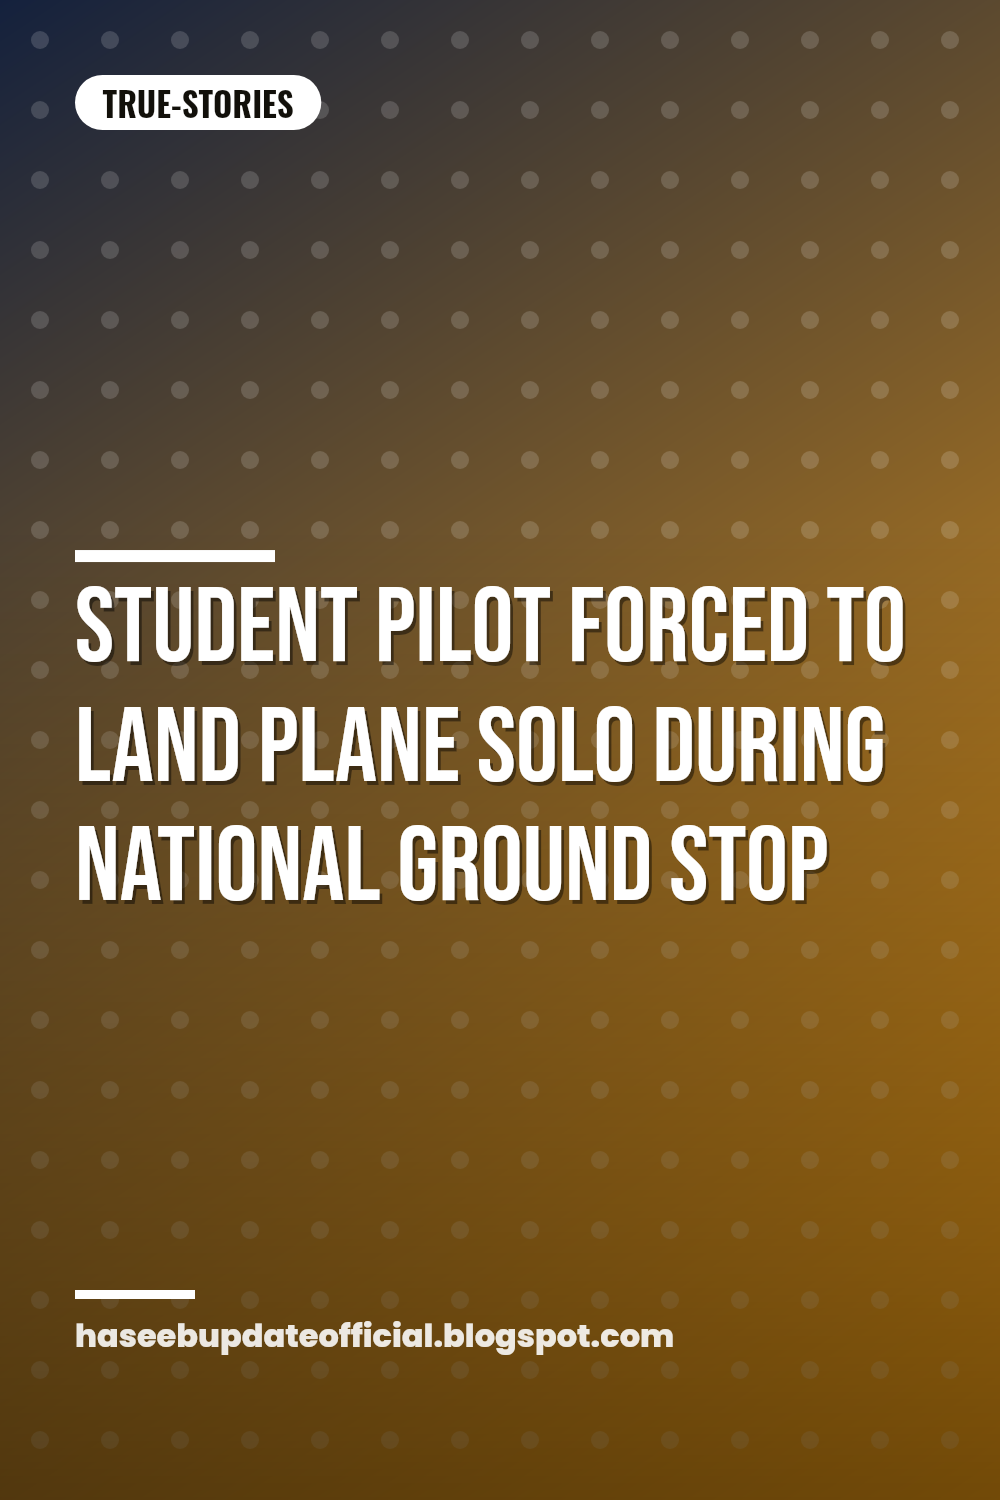 TRUE-STORIES
STUDENT PILOT FORCED TO
LAND PLANE SOLO DURING
NATIONAL GROUND STOP
haseebupdateofficial.blogspot.com